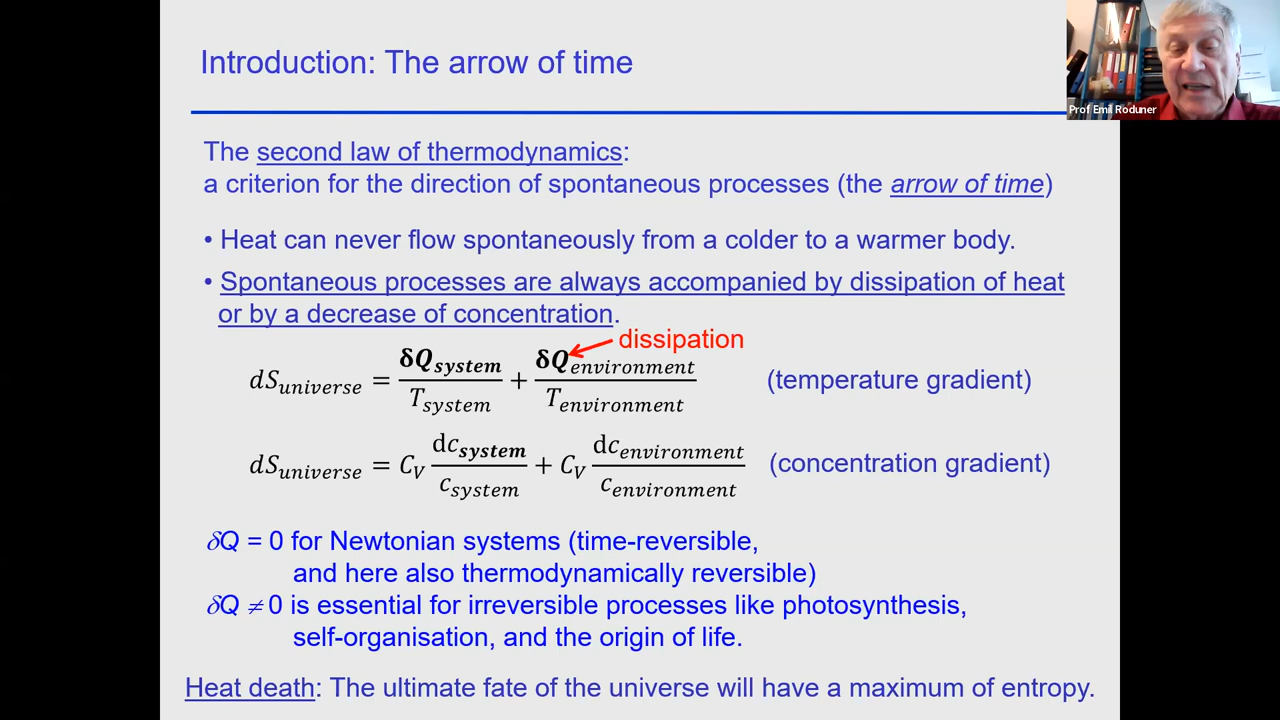 Introduction: The arrow of time
Prof Emil Roduner
The second law of thermodynamics:
a criterion for the direction of spontaneous processes (the arrow of time)
• Heat can never flow spontaneously from a colder to a warmer body.
• Spontaneous processes are always accompanied by dissipation of heat
or by a decrease of concentration.
dissipation
dS_universe = δQ_system / T_system + δQ_environment / T_environment (temperature gradient)
dS_universe = C_V dc_system / c_system + C_V dc_environment / c_environment (concentration gradient)
δQ = 0 for Newtonian systems (time-reversible,
and here also thermodynamically reversible)
δQ ≠ 0 is essential for irreversible processes like photosynthesis,
self-organisation, and the origin of life.
Heat death: The ultimate fate of the universe will have a maximum of entropy.